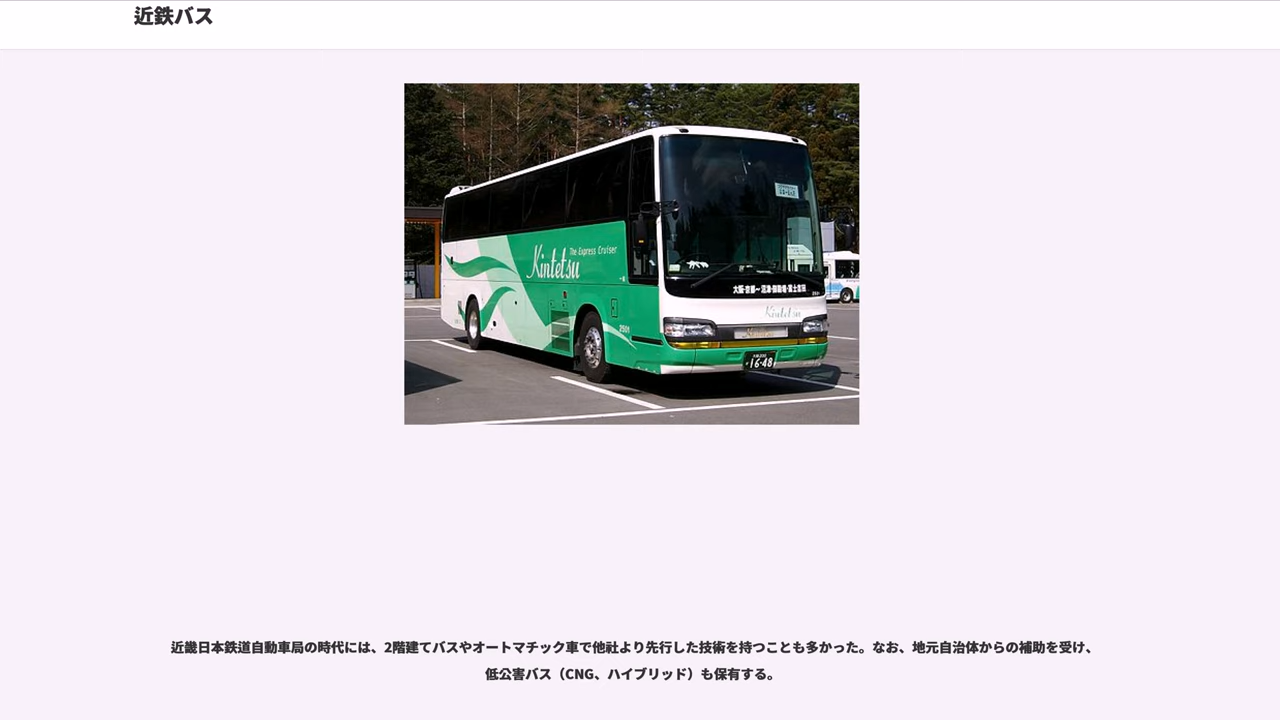 近鉄バス
The Express Cruiser
Kintetsu
2501
Kintetsu
16-48
近畿日本鉄道自動車局の時代には、2階建てバスやオートマチック車で他社より先行した技術を持つことも多かった。なお、地元自治体からの補助を受け、
低公害バス（CNG、ハイブリッド）も保有する。